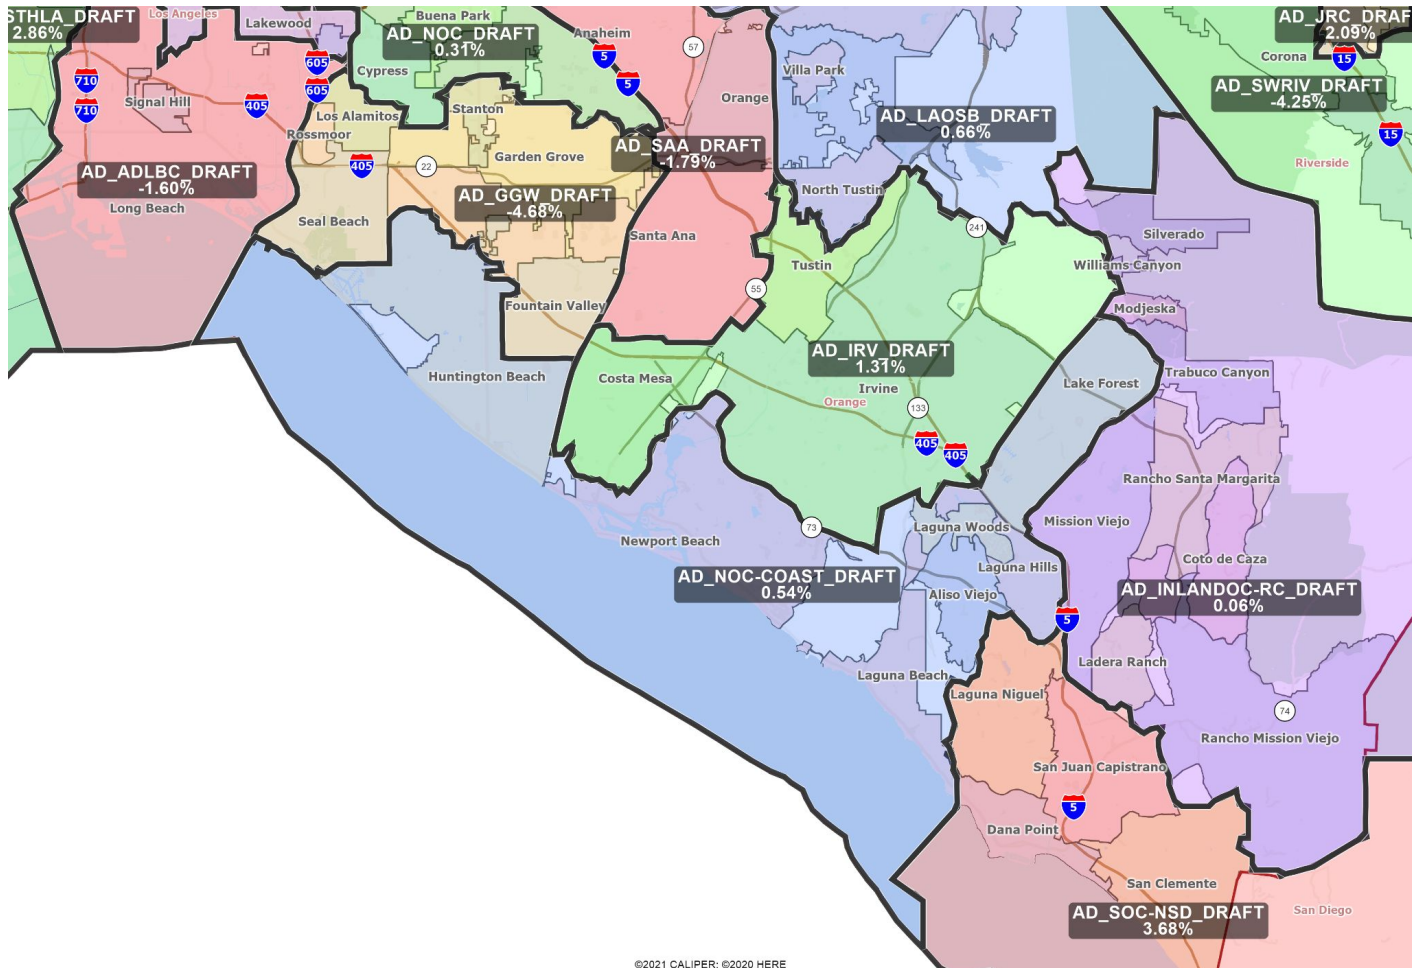 STHLA_DRAFT
2.86%
Los Angeles
Lakewood
Buena Park
AD_NOC_DRAFT
0.31%
Anaheim
57
5
5
AD_JRC_DRAF
2.09%
Corona
15
605
710
Cypress
Villa Park
605
AD_SWRIV_DRAFT
-4.25%
Signal Hill
405
710
Los Alamitos
Stanton
Orange
AD_LAOSB_DRAFT
0.66%
15
Rossmoor
405
22
Garden Grove
AD_SAA_DRAFT
-1.79%
Riverside
AD_ADLBC_DRAFT
-1.60%
Long Beach
AD_GGW_DRAFT
-4.68%
North Tustin
Seal Beach
Santa Ana
241
Silverado
Tustin
Williams Canyon
55
Fountain Valley
Modjeska
AD_IRV_DRAFT
1.31%
Huntington Beach
Costa Mesa
Irvine
Orange
Lake Forest
Trabuco Canyon
133
405
405
Rancho Santa Margarita
73
Laguna Woods
Mission Viejo
Newport Beach
Laguna Hills
Coto de Caza
AD_NOC-COAST_DRAFT
0.54%
Aliso Viejo
AD_INLANDOC-RC_DRAFT
0.06%
5
Ladera Ranch
Laguna Beach
Laguna Niguel
74
Rancho Mission Viejo
San Juan Capistrano
5
Dana Point
San Clemente
AD_SOC-NSD_DRAFT
3.68%
San Diego
©2021 CALIPER; ©2020 HERE